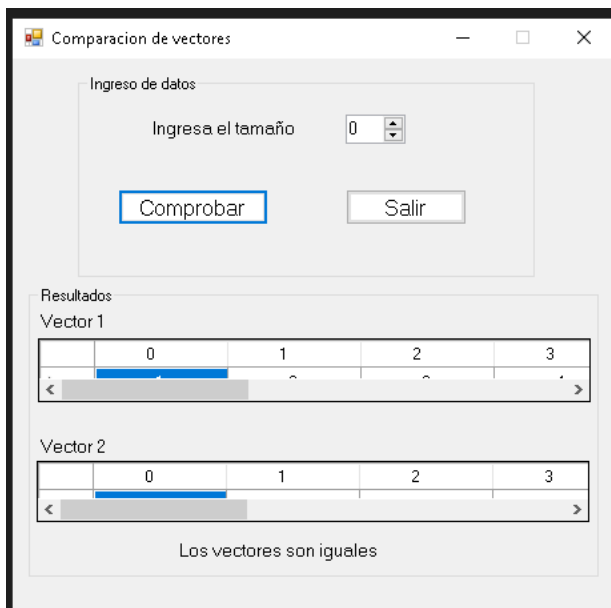 Comparacion de vectores
Ingreso de datos
Ingresa el tamaño 0
Comprobar Salir
Resultados
Vector 1
0 1 2 3
Vector 2
0 1 2 3
Los vectores son iguales